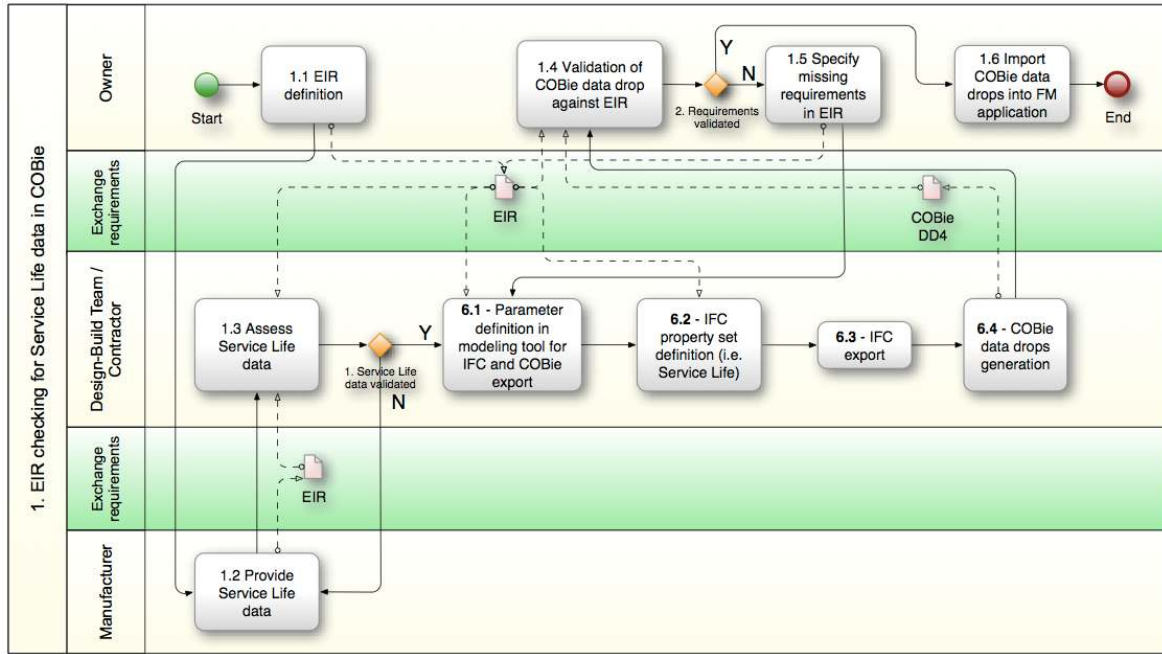 1. EIR checking for Service Life data in COBie
Owner
Start
1.1 EIR
definition
1.4 Validation of
COBie data drop
against EIR
Y
N
2. Requirements
validated
1.5 Specify
missing
requirements
in EIR
1.6 Import
COBie data
drops into FM
application
End
Exchange
requirements
EIR
COBie
DD4
Design-Build Team /
Contractor
1.3 Assess
Service Life
data
1. Service Life
data validated
Y
N
6.1 - Parameter
definition in
modeling tool for
IFC and COBie
export
6.2 - IFC
property set
definition (i.e.
Service Life)
6.3 - IFC
export
6.4 - COBie
data drops
generation
Exchange
requirements
EIR
Manufacturer
1.2 Provide
Service Life
data